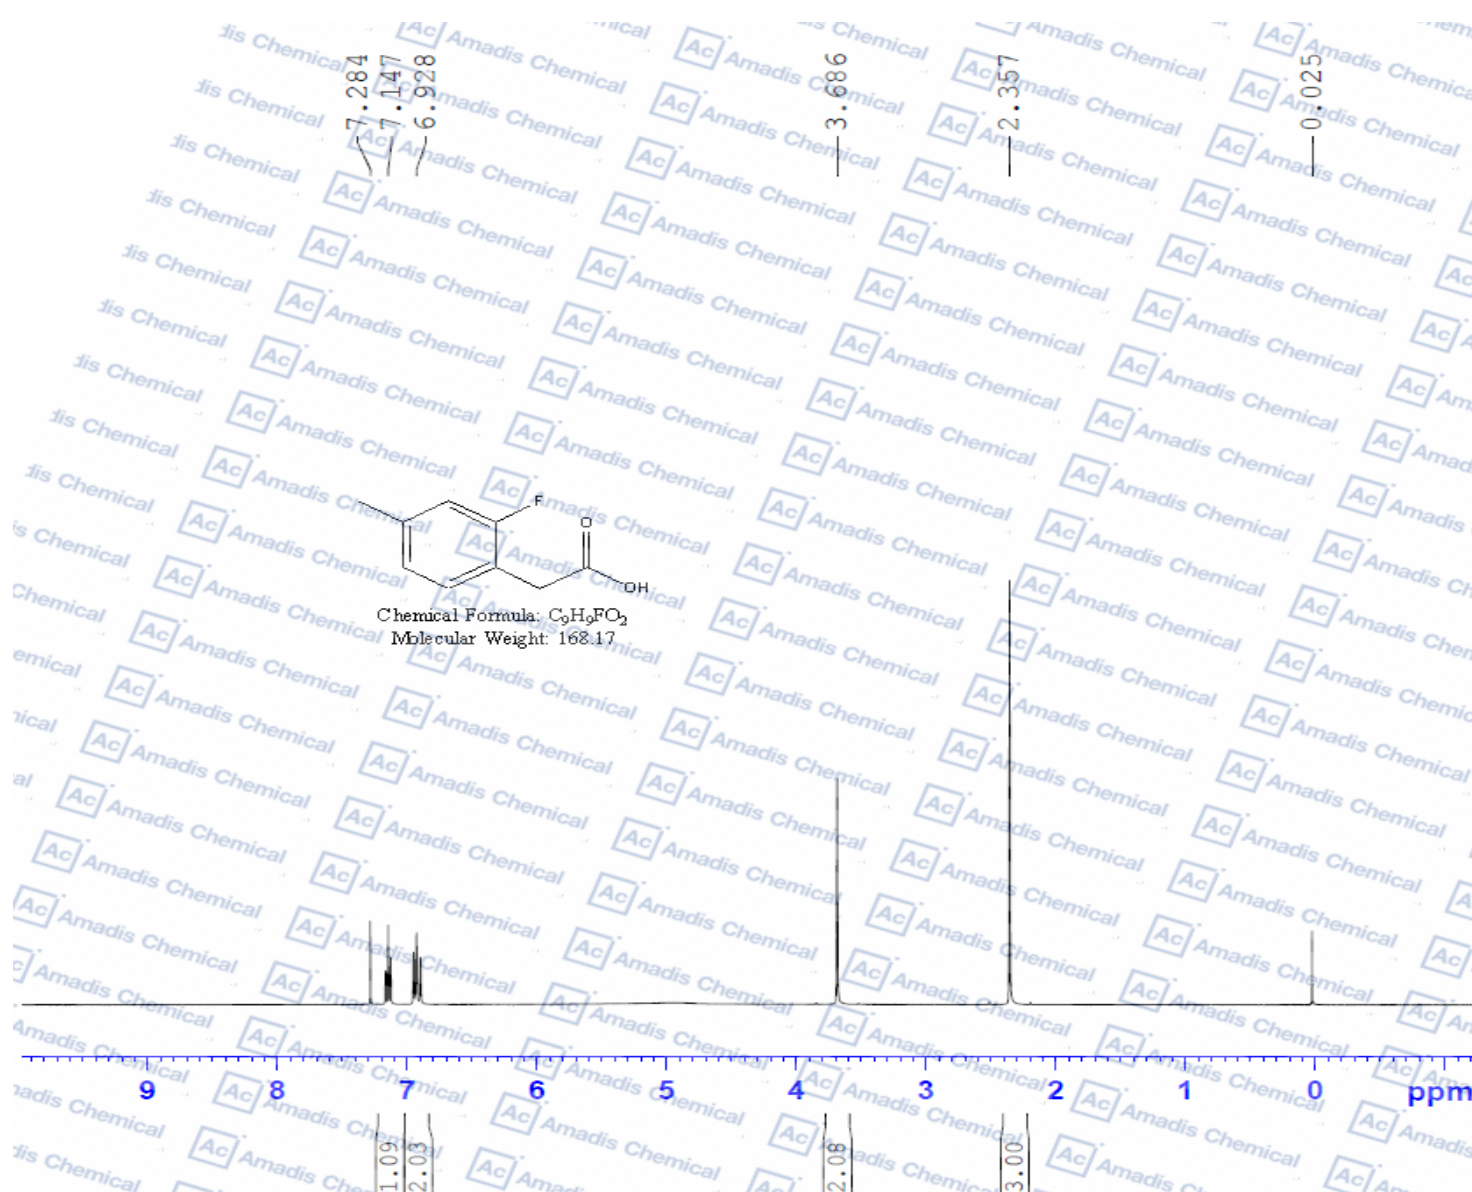 7.284
7.147
6.928
3.686
2.357
0.025
F
O
OH
Chemical Formula: C₉H₉FO₂
Molecular Weight: 168.17
9 8 7 6 5 4 3 2 1 0 ppm
1.09
2.03
2.08
3.00
Ac Amadis Chemical